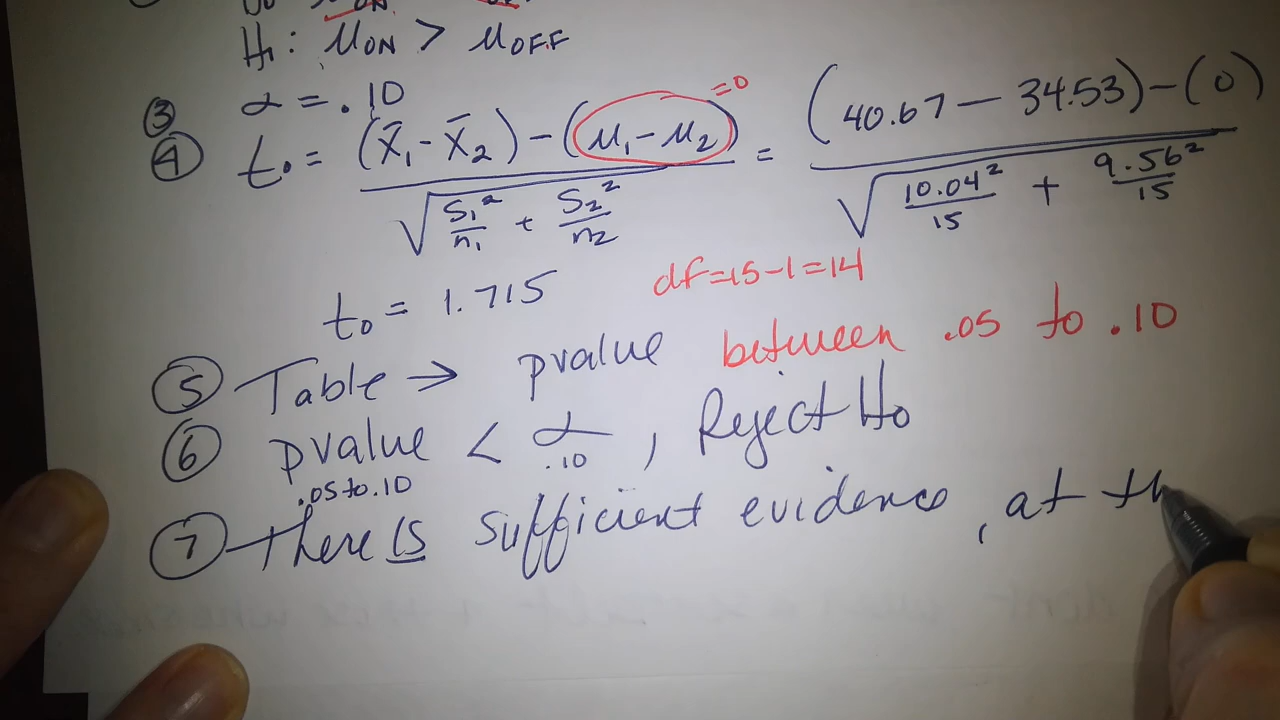 H₁: μON > μOFF
③ α = .10
④ t₀ = (x̄₁ - x̄₂) - (μ₁ - μ₂) =0 / √(S₁²/n₁ + S₂²/n₂) = (40.67 - 34.53) - (0) / √(10.04²/15 + 9.56²/15)
t₀ = 1.715 df=15-1=14
⑤ Table → pvalue between .05 to .10
⑥ pvalue < α, Reject H₀
.05 to .10 .10
⑦ There IS sufficient evidence, at th